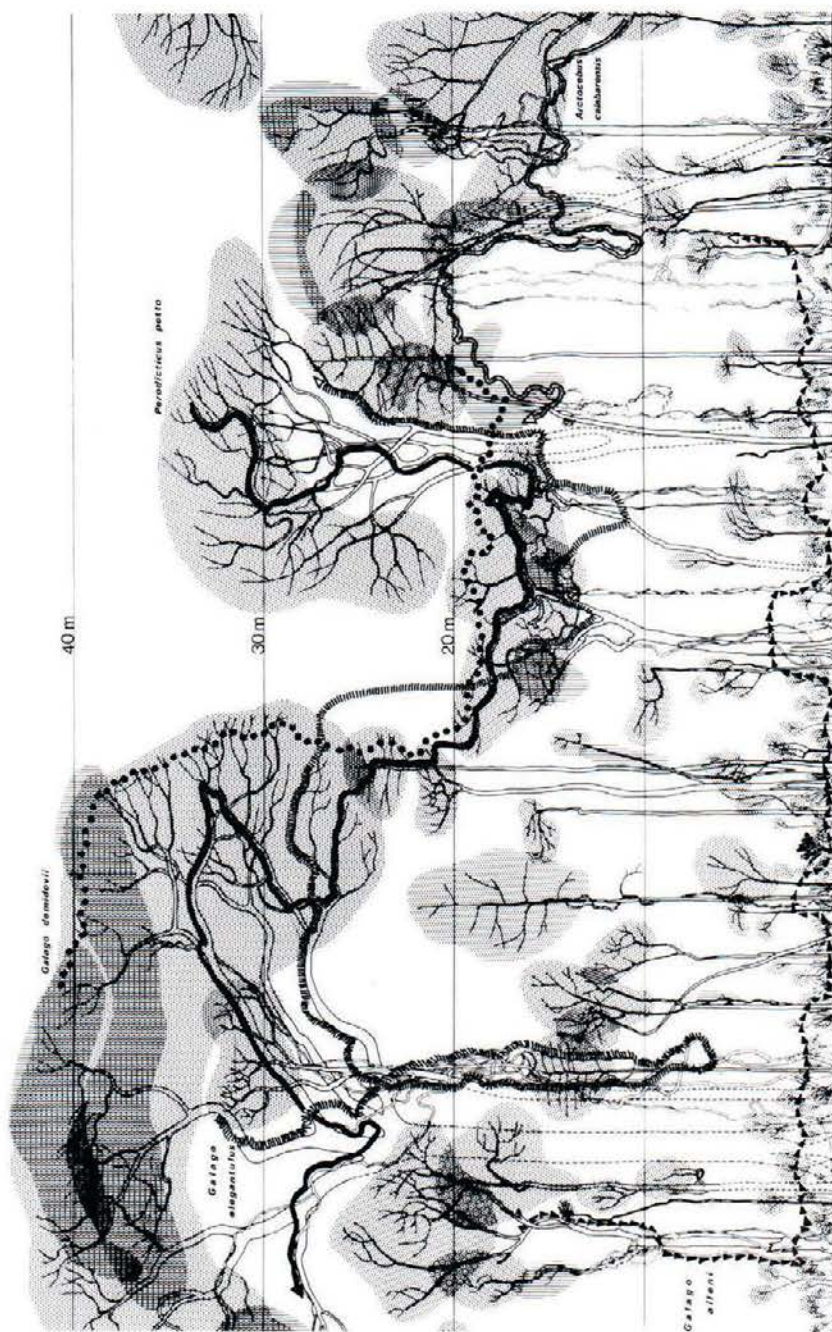 Galago demidovii
40 m
Perodicticus potto
Galago
elegantulus
30 m
20 m
Arctocebus
calabarensis
Galago
alleni